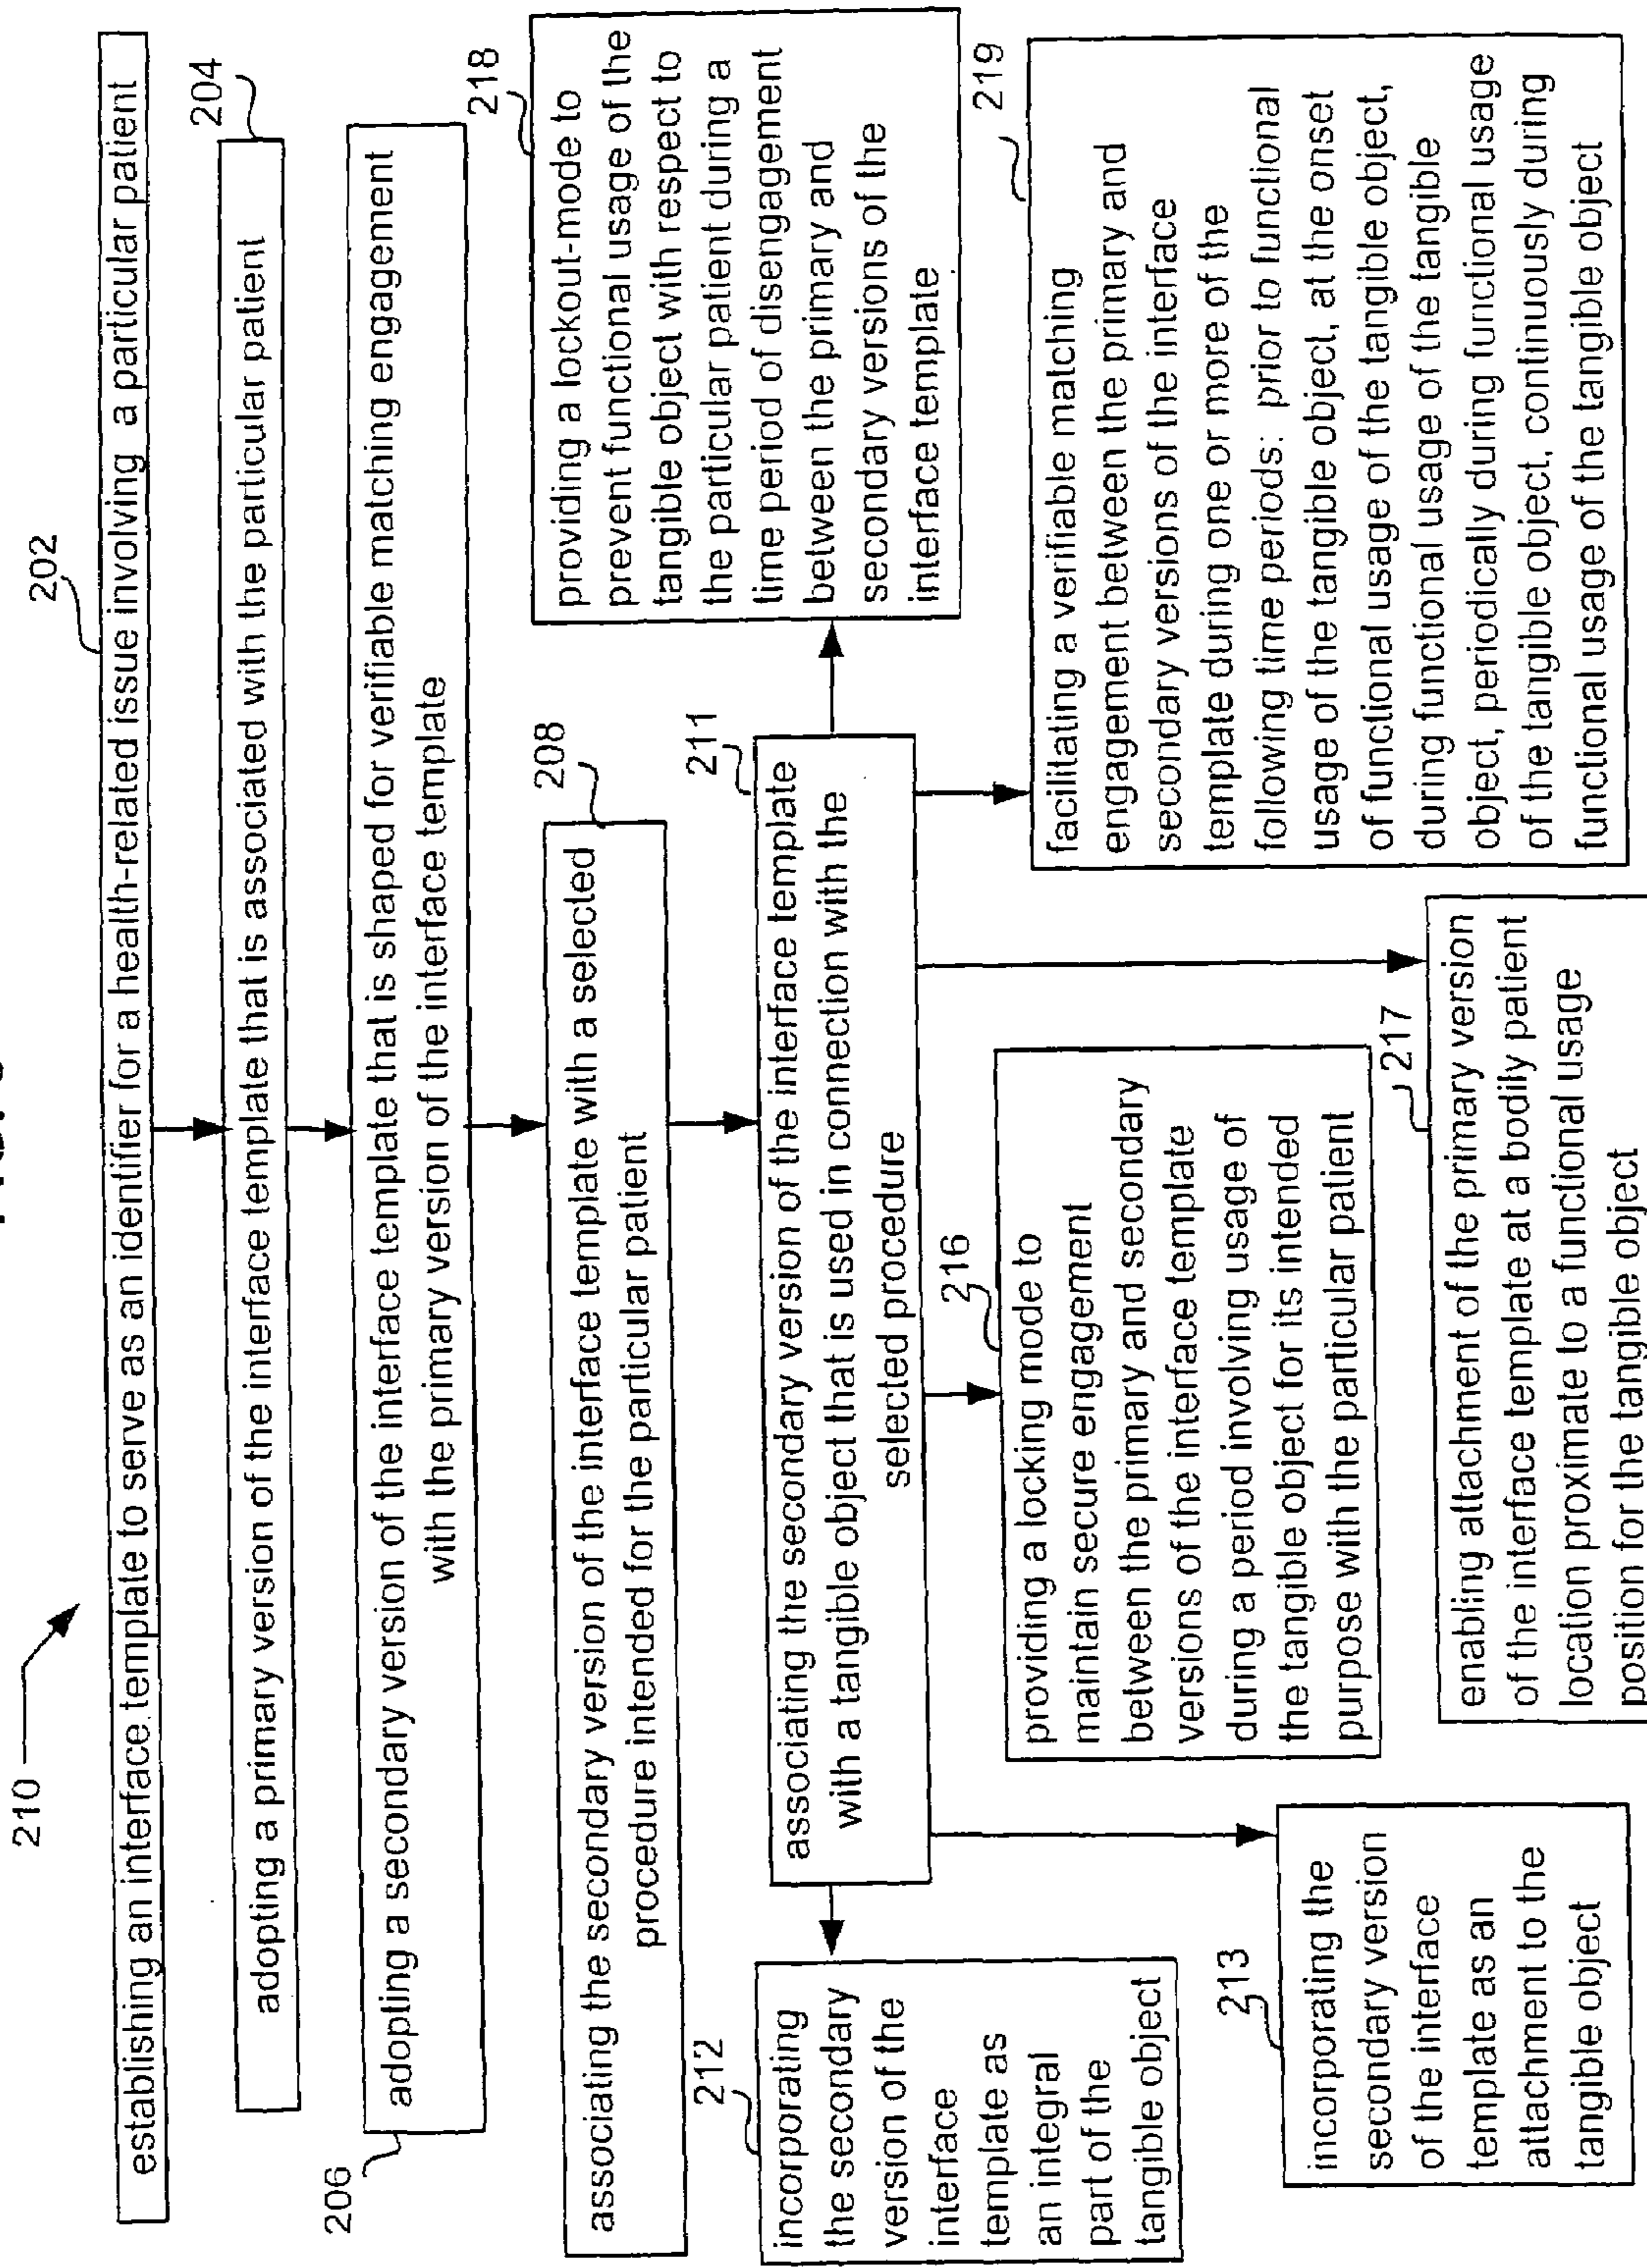 210
202
establishing an interface template to serve as an identifier for a health-related issue involving a particular patient
204
adopting a primary version of the interface template that is associated with the particular patient
206
adopting a secondary version of the interface template that is shaped for verifiable matching engagement
with the primary version of the interface template
208
associating the secondary version of the interface template with a selected
procedure intended for the particular patient
211
associating the secondary version of the interface template
with a tangible object that is used in connection with the
selected procedure
212
incorporating
the secondary
version of the
interface
template as
an integral
part of the
tangible object
213
incorporating the
secondary version
of the interface
template as an
attachment to the
tangible object
216
providing a locking mode to
maintain secure engagement
between the primary and secondary
versions of the interface template
during a period involving usage of
the tangible object for its intended
purpose with the particular patient
217
enabling attachment of the primary version
of the interface template at a bodily patient
location proximate to a functional usage
position for the tangible object
218
providing a lockout-mode to
prevent functional usage of the
tangible object with respect to
the particular patient during a
time period of disengagement
between the primary and
secondary versions of the
interface template
219
facilitating a verifiable matching
engagement between the primary and
secondary versions of the interface
template during one or more of the
following time periods: prior to functional
usage of the tangible object, at the onset
of functional usage of the tangible object,
during functional usage of the tangible
object, periodically during functional usage
of the tangible object, continuously during
functional usage of the tangible object